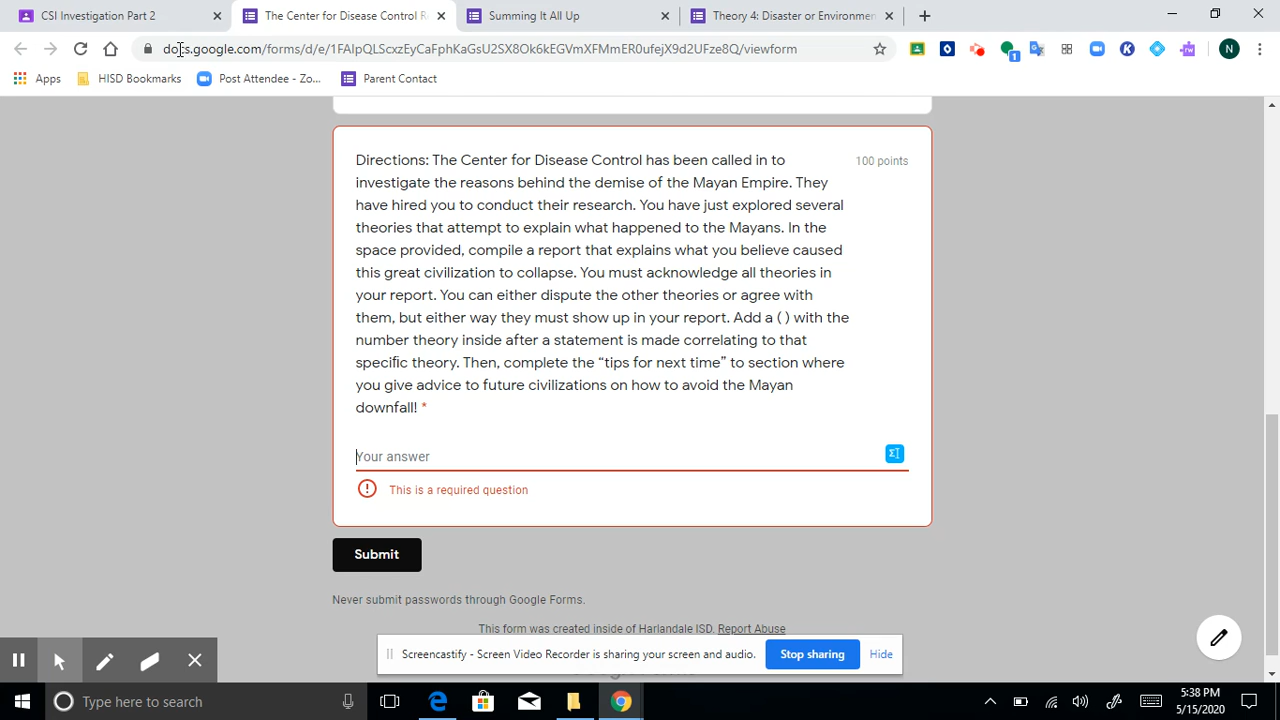 CSI Investigation Part 2
The Center for Disease Control R
Summing It All Up
Theory 4: Disaster or Environmen
docs.google.com/forms/d/e/1FAIpQLScxzEyCaFphKaGsU2SX8Ok6kEGVmXFMmER0ufejX9d2UFze8Q/viewform
1
N
Apps
HISD Bookmarks
Post Attendee - Zo...
Parent Contact
Directions: The Center for Disease Control has been called in to
100 points
investigate the reasons behind the demise of the Mayan Empire. They
have hired you to conduct their research. You have just explored several
theories that attempt to explain what happened to the Mayans. In the
space provided, compile a report that explains what you believe caused
this great civilization to collapse. You must acknowledge all theories in
your report. You can either dispute the other theories or agree with
them, but either way they must show up in your report. Add a ( ) with the
number theory inside after a statement is made correlating to that
specific theory. Then, complete the “tips for next time” to section where
you give advice to future civilizations on how to avoid the Mayan
downfall! *
Your answer
This is a required question
Submit
Never submit passwords through Google Forms.
This form was created inside of Harlandale ISD. Report Abuse
Screencastify - Screen Video Recorder is sharing your screen and audio.
Stop sharing
Hide
Type here to search
5:38 PM
5/15/2020